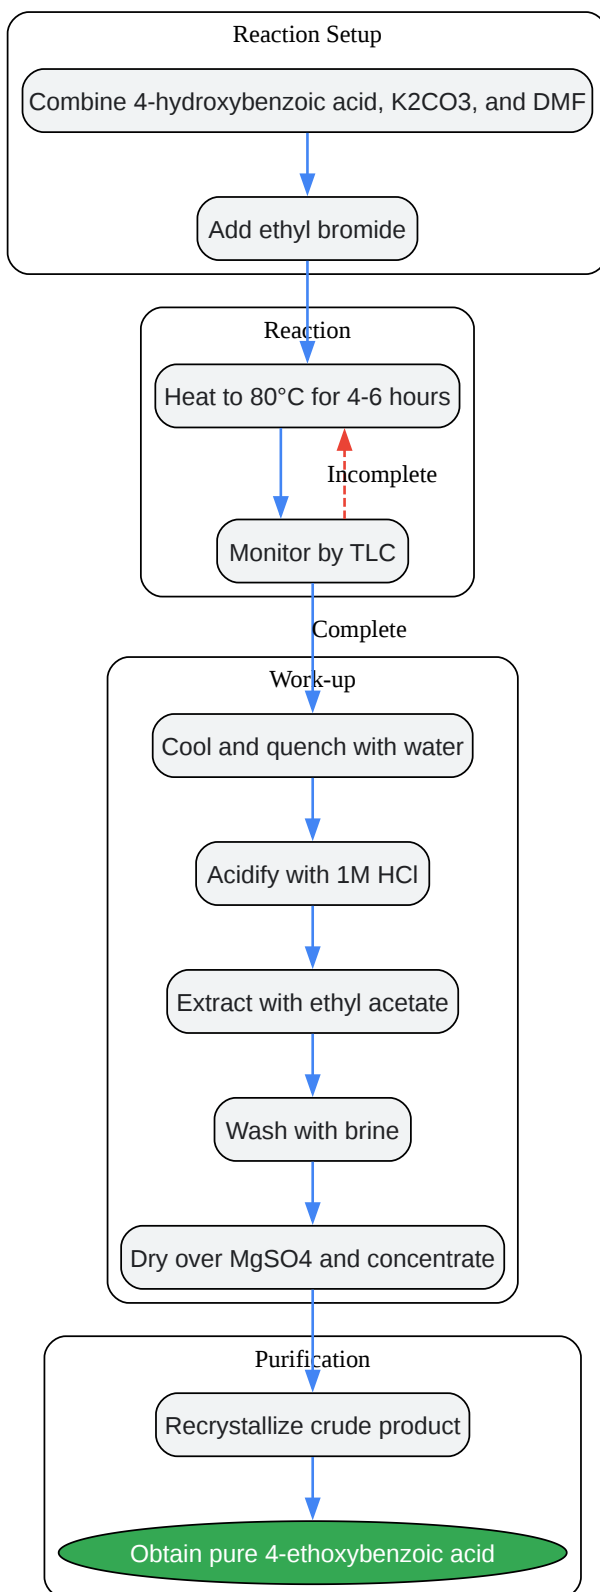 Reaction Setup
Combine 4-hydroxybenzoic acid, K2CO3, and DMF
Add ethyl bromide
Reaction
Heat to 80°C for 4-6 hours
Incomplete
Monitor by TLC
Complete
Work-up
Cool and quench with water
Acidify with 1M HCl
Extract with ethyl acetate
Wash with brine
Dry over MgSO4 and concentrate
Purification
Recrystallize crude product
Obtain pure 4-ethoxybenzoic acid